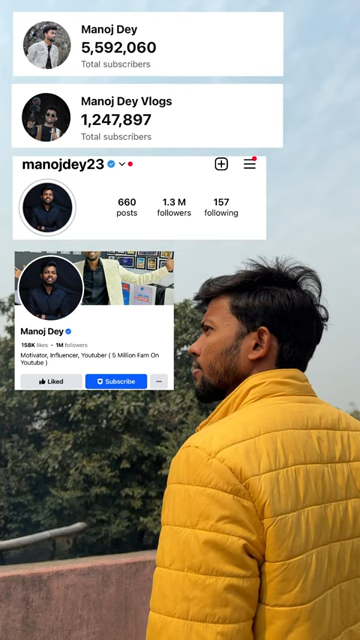 Manoj Dey
5,592,060
Total subscribers
Manoj Dey Vlogs
1,247,897
Total subscribers
manojdey23
660 1.3 M 157
posts followers following
Manoj Dey
158K likes • 1M followers
Motivator, Influencer, Youtuber ( 5 Million Fam On
Youtube )
Liked Subscribe